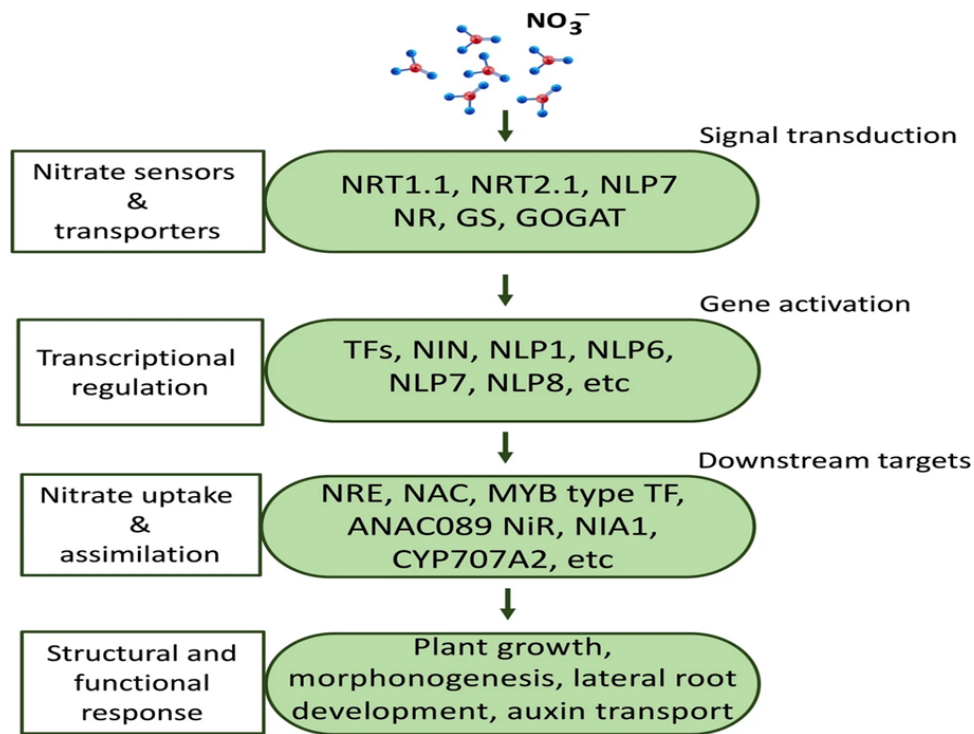 NO₃⁻
Signal transduction
Nitrate sensors
&
transporters
NRT1.1, NRT2.1, NLP7
NR, GS, GOGAT
Gene activation
Transcriptional
regulation
TFs, NIN, NLP1, NLP6,
NLP7, NLP8, etc
Downstream targets
Nitrate uptake
&
assimilation
NRE, NAC, MYB type TF,
ANAC089 NiR, NIA1,
CYP707A2, etc
Structural and
functional
response
Plant growth,
morphonogenesis, lateral root
development, auxin transport